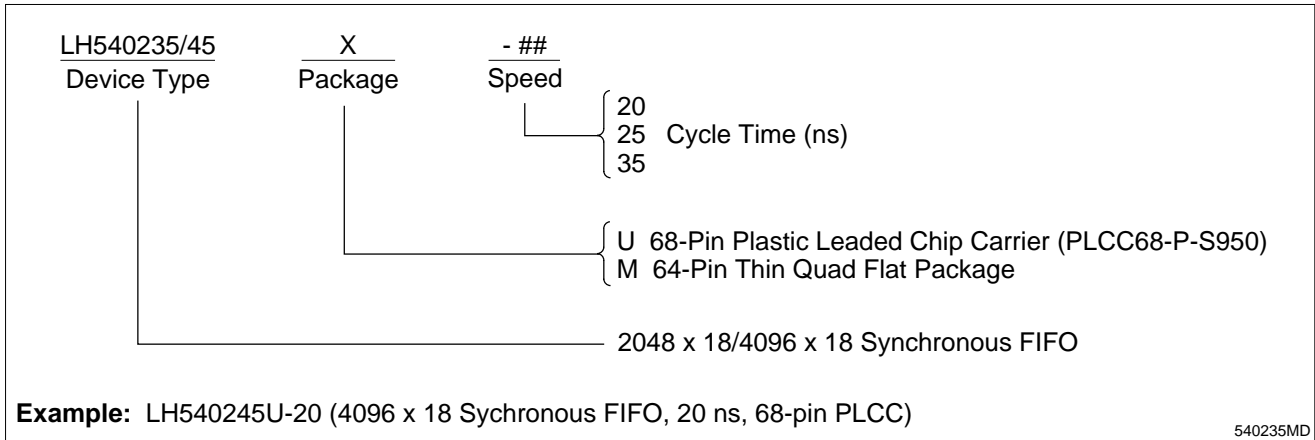 LH540235/45 X - ##
Device Type Package Speed
20
25 Cycle Time (ns)
35
U 68-Pin Plastic Leaded Chip Carrier (PLCC68-P-S950)
M 64-Pin Thin Quad Flat Package
2048 x 18/4096 x 18 Synchronous FIFO
Example: LH540245U-20 (4096 x 18 Sychronous FIFO, 20 ns, 68-pin PLCC)
540235MD